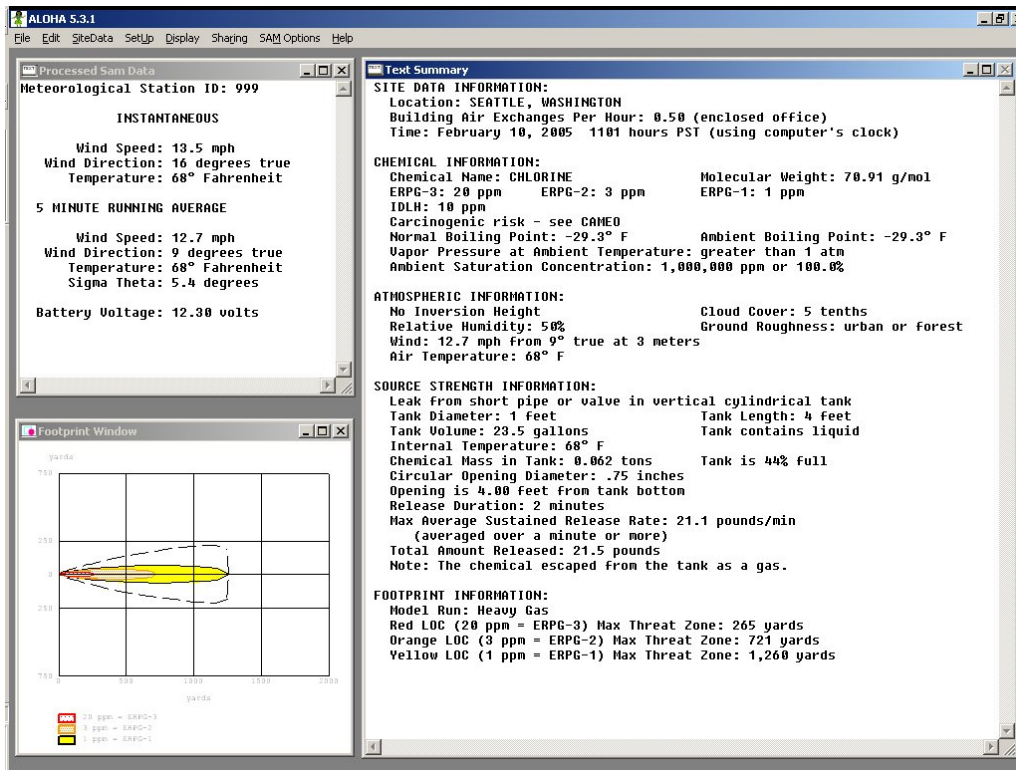 ALOHA 5.3.1
File Edit SiteData SetUp Display Sharing SAM Options Help
Processed Sam Data
Meteorological Station ID: 999
INSTANTANEOUS
Wind Speed: 13.5 mph
Wind Direction: 16 degrees true
Temperature: 68° Fahrenheit
5 MINUTE RUNNING AVERAGE
Wind Speed: 12.7 mph
Wind Direction: 9 degrees true
Temperature: 68° Fahrenheit
Sigma Theta: 5.4 degrees
Battery Voltage: 12.30 volts
Footprint Window
yards
750
250
0
250
750
0 500 1000 1500 2000
yards
20 ppm = ERPG-3
3 ppm = ERPG-2
1 ppm = ERPG-1
Text Summary
SITE DATA INFORMATION:
Location: SEATTLE, WASHINGTON
Building Air Exchanges Per Hour: 0.50 (enclosed office)
Time: February 10, 2005 1101 hours PST (using computer's clock)
CHEMICAL INFORMATION:
Chemical Name: CHLORINE Molecular Weight: 70.91 g/mol
ERPG-3: 20 ppm ERPG-2: 3 ppm ERPG-1: 1 ppm
IDLH: 10 ppm
Carcinogenic risk - see CAMEO
Normal Boiling Point: -29.3° F Ambient Boiling Point: -29.3° F
Vapor Pressure at Ambient Temperature: greater than 1 atm
Ambient Saturation Concentration: 1,000,000 ppm or 100.0%
ATMOSPHERIC INFORMATION:
No Inversion Height Cloud Cover: 5 tenths
Relative Humidity: 50% Ground Roughness: urban or forest
Wind: 12.7 mph from 9° true at 3 meters
Air Temperature: 68° F
SOURCE STRENGTH INFORMATION:
Leak from short pipe or valve in vertical cylindrical tank
Tank Diameter: 1 feet Tank Length: 4 feet
Tank Volume: 23.5 gallons Tank contains liquid
Internal Temperature: 68° F
Chemical Mass in Tank: 0.062 tons Tank is 44% full
Circular Opening Diameter: .75 inches
Opening is 4.00 feet from tank bottom
Release Duration: 2 minutes
Max Average Sustained Release Rate: 21.1 pounds/min
(averaged over a minute or more)
Total Amount Released: 21.5 pounds
Note: The chemical escaped from the tank as a gas.
FOOTPRINT INFORMATION:
Model Run: Heavy Gas
Red LOC (20 ppm = ERPG-3) Max Threat Zone: 265 yards
Orange LOC (3 ppm = ERPG-2) Max Threat Zone: 721 yards
Yellow LOC (1 ppm = ERPG-1) Max Threat Zone: 1,260 yards